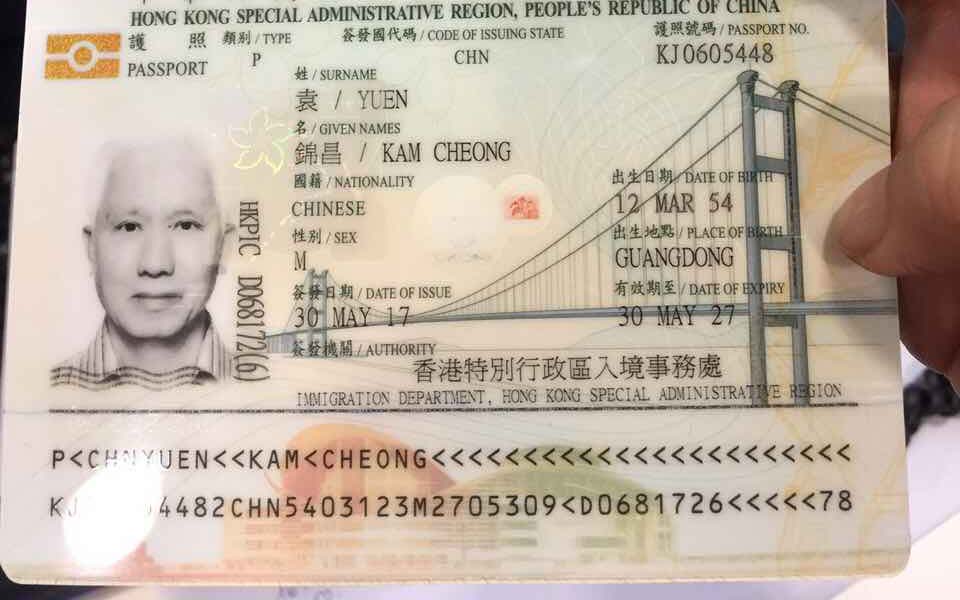 HONG KONG SPECIAL ADMINISTRATIVE REGION, PEOPLE'S REPUBLIC OF CHINA
護 照 類別 / TYPE 簽發國代碼 / CODE OF ISSUING STATE 護照號碼 / PASSPORT NO.
PASSPORT P CHN KJ0605448
姓 / SURNAME
袁 / YUEN
名 / GIVEN NAMES
錦昌 / KAM CHEONG
國籍 / NATIONALITY 出生日期 / DATE OF BIRTH
CHINESE 12 MAR 54
性別 / SEX 出生地點 / PLACE OF BIRTH
M GUANGDONG
簽發日期 / DATE OF ISSUE 有效期至 / DATE OF EXPIRY
30 MAY 17 30 MAY 27
簽發機關 / AUTHORITY
香港特別行政區入境事務處
IMMIGRATION DEPARTMENT, HONG KONG SPECIAL ADMINISTRATIVE REGION
HKPIC D068172(6)
P<CHNYUEN<<KAM<CHEONG<<<<<<<<<<<<<<<<<<<<<<<
4482CHN5403123M2705309<D0681726<<<<<78